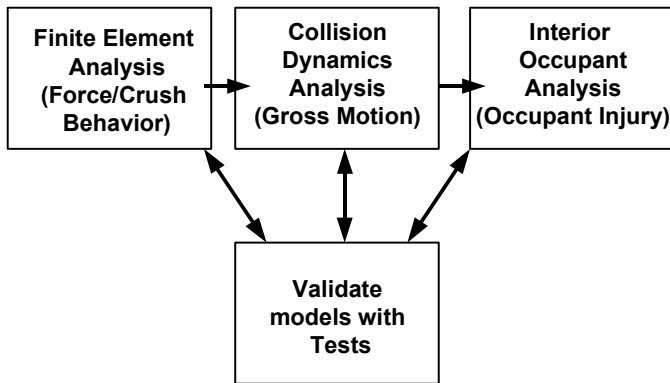 Finite Element
Analysis
(Force/Crush
Behavior)
Collision
Dynamics
Analysis
(Gross Motion)
Interior
Occupant
Analysis
(Occupant Injury)
Validate
models with
Tests